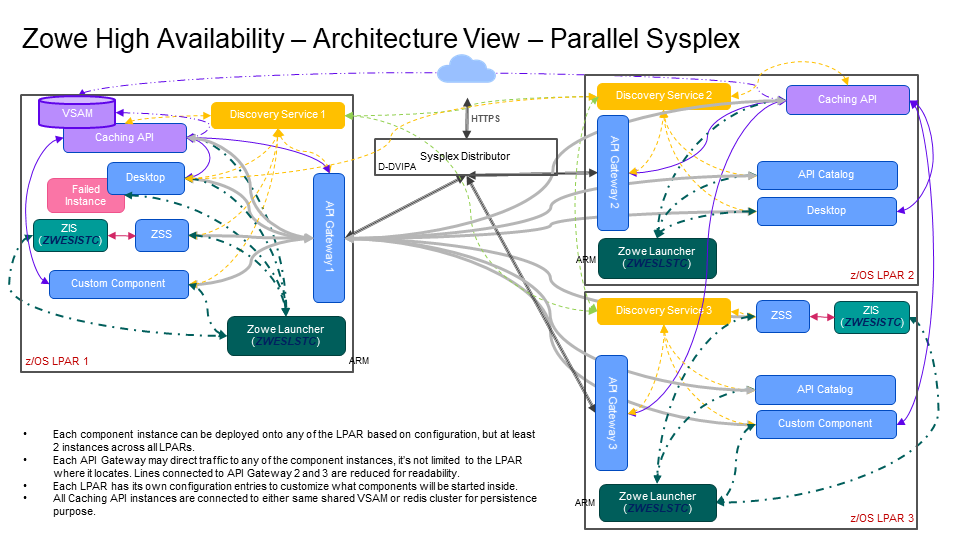 Zowe High Availability – Architecture View – Parallel Sysplex
VSAM
Caching API
Discovery Service 1
Desktop
Failed
Instance
ZIS
(ZWESISTC)
ZSS
Custom Component
API Gateway 1
Zowe Launcher
(ZWESLSTC)
ARM
z/OS LPAR 1
HTTPS
Sysplex Distributor
D-DVIPA
Discovery Service 2
Caching API
API Gateway 2
API Catalog
Desktop
Zowe Launcher
(ZWESLSTC)
ARM
z/OS LPAR 2
Discovery Service 3
ZSS
ZIS
(ZWESISTC)
API Gateway 3
API Catalog
Custom Component
Zowe Launcher
(ZWESLSTC)
ARM
z/OS LPAR 3
• Each component instance can be deployed onto any of the LPAR based on configuration, but at least
2 instances across all LPARs.
• Each API Gateway may direct traffic to any of the component instances, it's not limited to the LPAR
where it locates. Lines connected to API Gateway 2 and 3 are reduced for readability.
• Each LPAR has its own configuration entries to customize what components will be started inside.
• All Caching API instances are connected to either same shared VSAM or redis cluster for persistence
purpose.